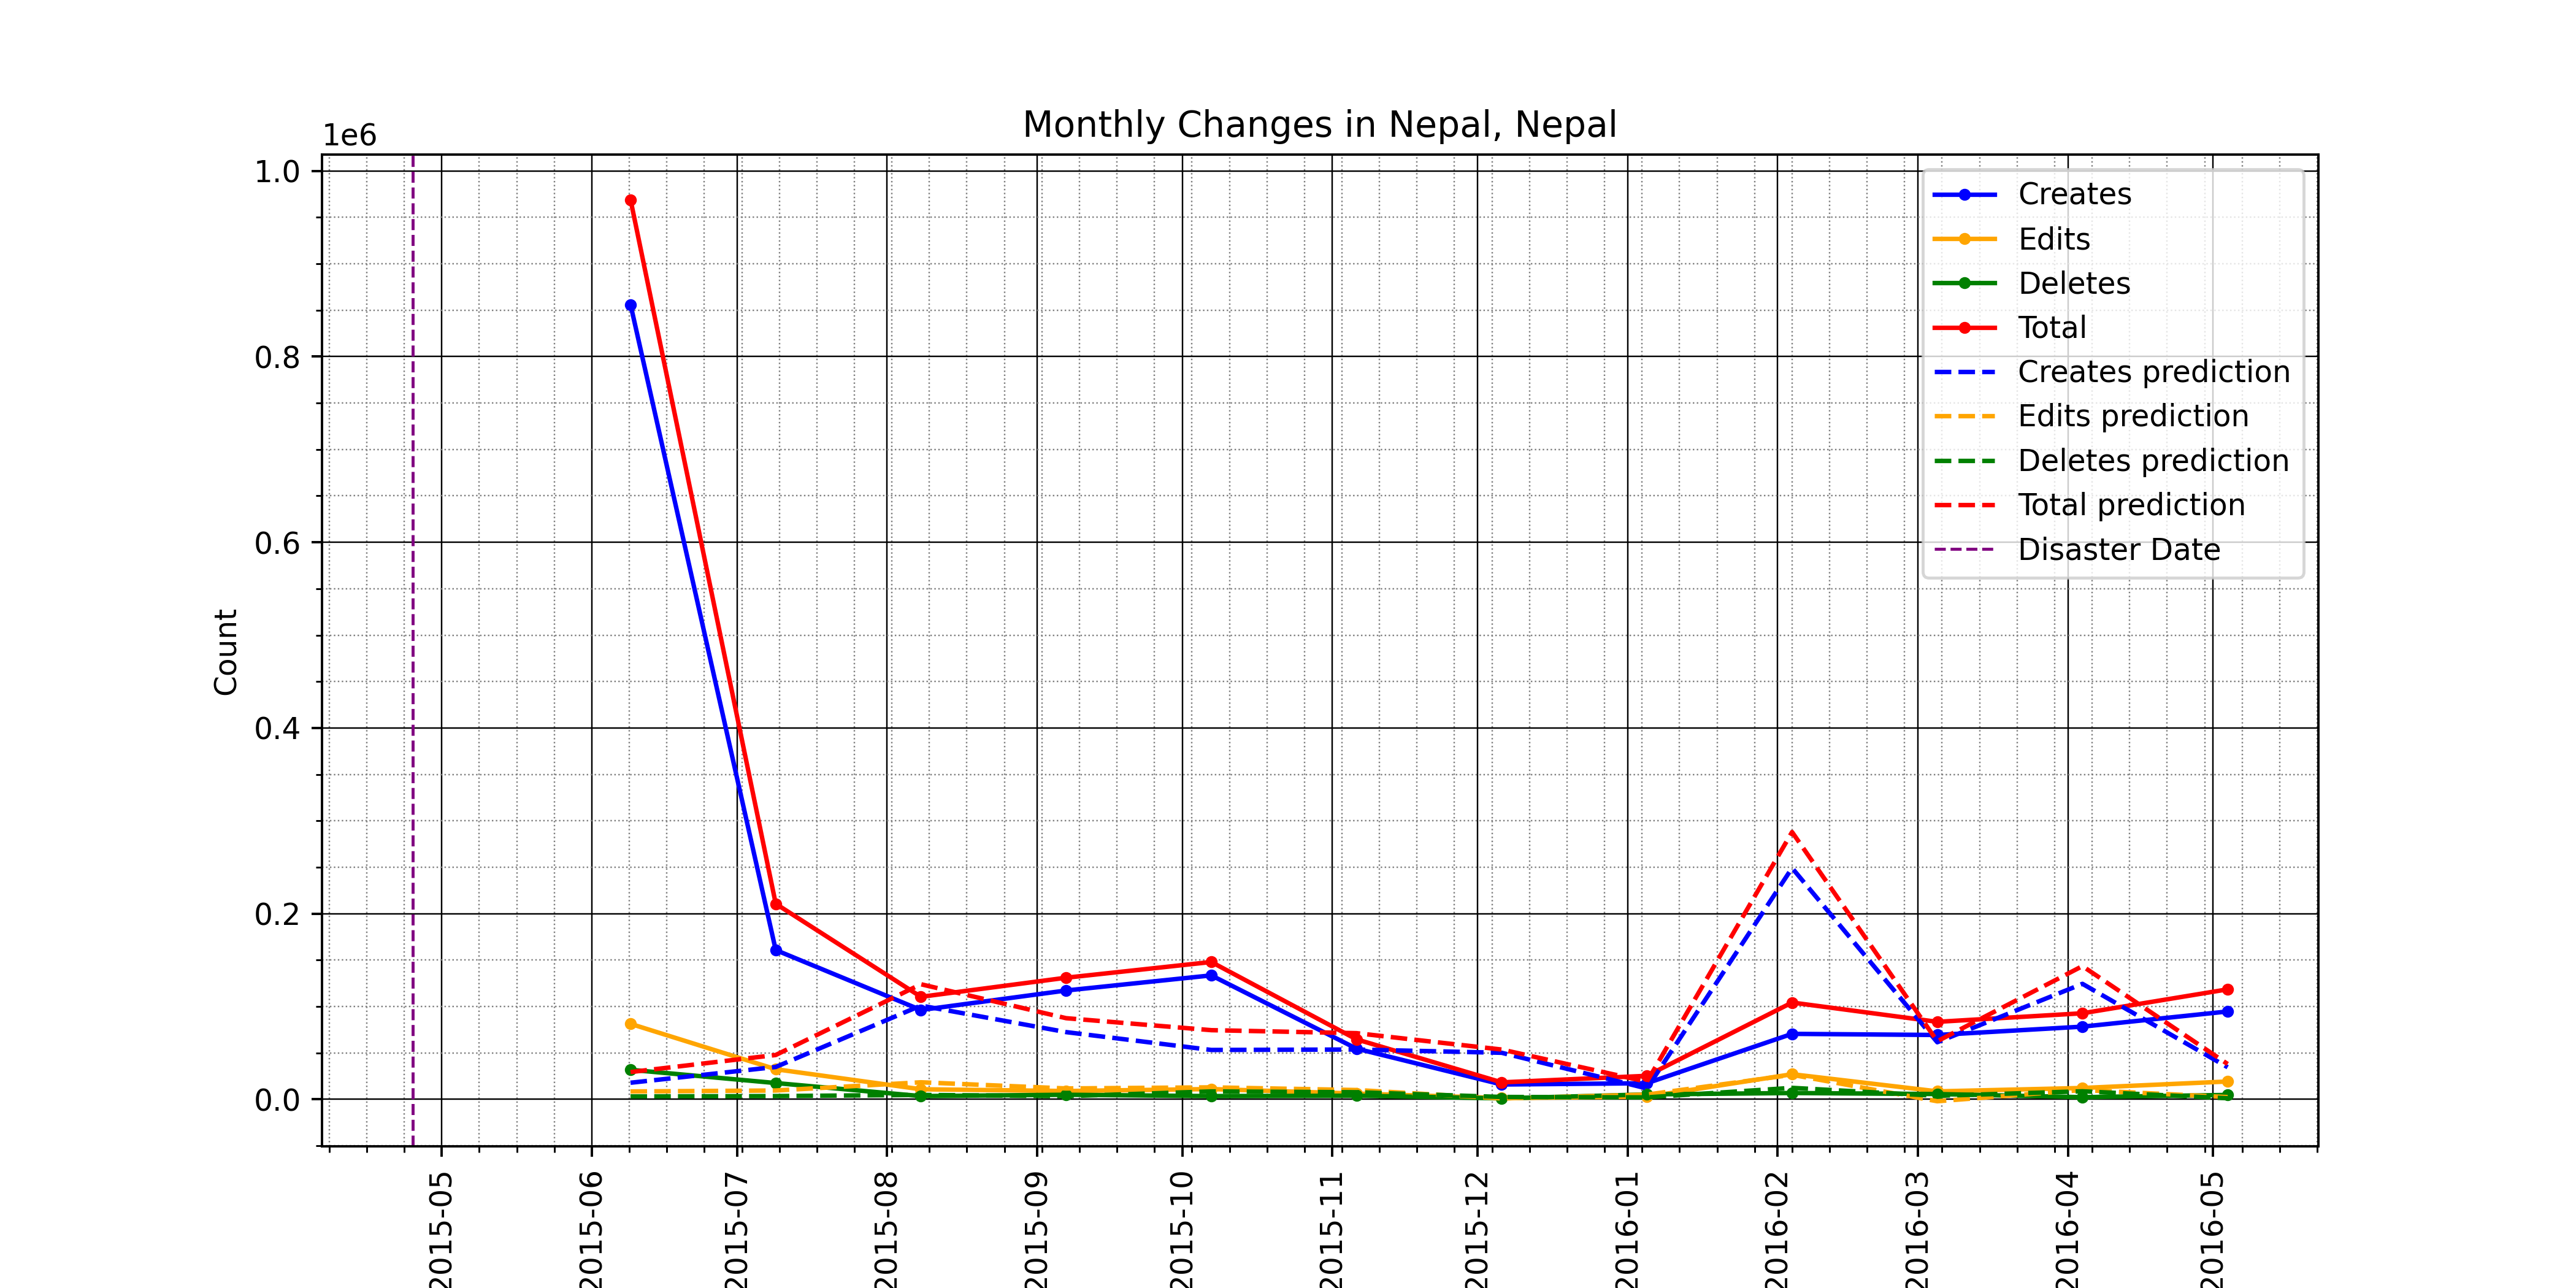 Monthly Changes in Nepal, Nepal
1e6
1.0
0.8
0.6
0.4
0.2
0.0
Count
Creates
Edits
Deletes
Total
Creates prediction
Edits prediction
Deletes prediction
Total prediction
Disaster Date
2015-05
2015-06
2015-07
2015-08
2015-09
2015-10
2015-11
2015-12
2016-01
2016-02
2016-03
2016-04
2016-05